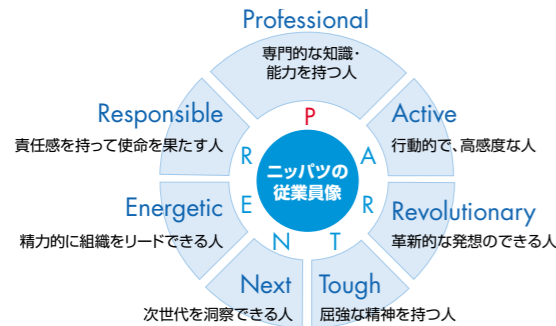 Professional
専門的な知識・
能力を持つ人
P
Active
行動的で、高感度な人
A
Revolutionary
革新的な発想のできる人
R
Tough
屈強な精神を持つ人
T
Next
次世代を洞察できる人
N
Energetic
精力的に組織をリードできる人
E
Responsible
責任感を持って使命を果たす人
R
ニッパツの
従業員像